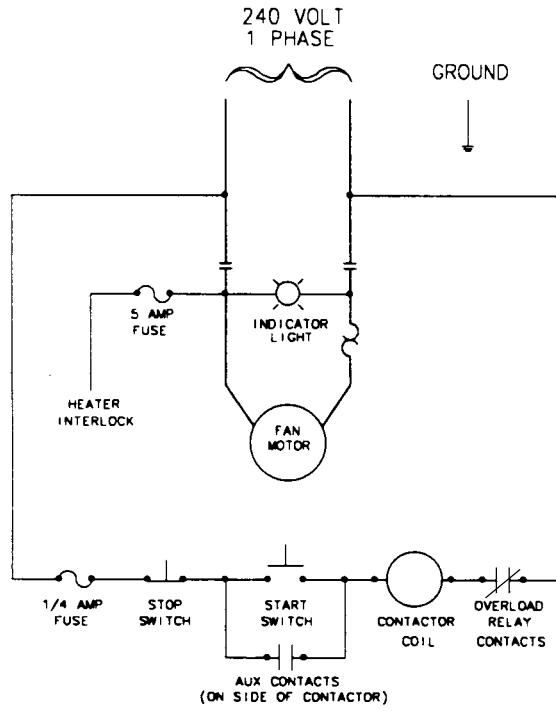 240 VOLT
1 PHASE
GROUND
5 AMP
FUSE
INDICATOR
LIGHT
HEATER
INTERLOCK
FAN
MOTOR
1/4 AMP
FUSE
STOP
SWITCH
START
SWITCH
CONTACTOR
COIL
OVERLOAD
RELAY
CONTACTS
AUX CONTACTS
(ON SIDE OF CONTACTOR)